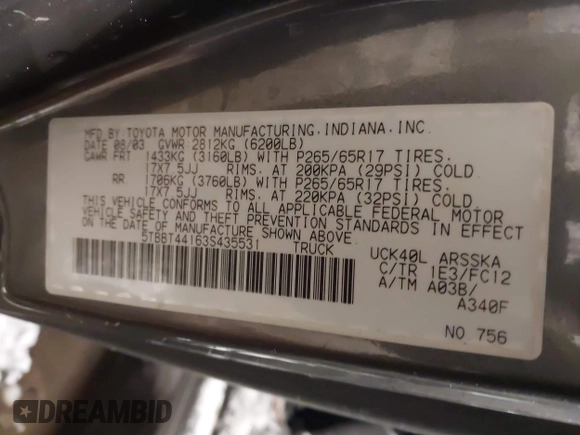 MFD.BY:TOYOTA MOTOR MANUFACTURING.INDIANA.INC.
DATE 08/03 GVWR 2812KG (6200LB)
GAWR FRT 1433KG (3160LB) WITH P265/65R17 TIRES.
17X7.5JJ RIMS. AT 200KPA (29PSI) COLD
RR 1706KG (3760LB) WITH P265/65R17 TIRES.
17X7.5JJ RIMS. AT 220KPA (32PSI) COLD
THIS VEHICLE CONFORMS TO ALL APPLICABLE FEDERAL MOTOR
VEHICLE SAFETY AND THEFT PREVENTION STANDARDS IN EFFECT
ON THE DATE OF MANUFACTURE SHOWN ABOVE.
5TBBT44163S435531 TRUCK
UCK40L ARSSKA
C/TR 1E3/FC12
A/TM A03B/
A340F
NO 756
DREAMBID